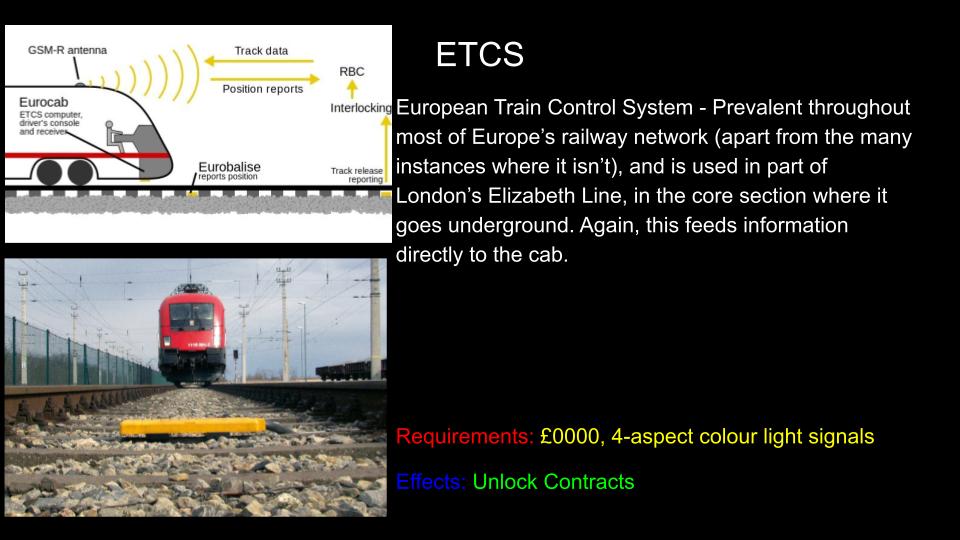 ETCS
GSM-R antenna
Track data
Position reports
RBC
Interlocking
Eurocab
ETCS computer,
driver's console
and receiver
Eurobalise
reports position
Track release
reporting
European Train Control System - Prevalent throughout
most of Europe’s railway network (apart from the many
instances where it isn’t), and is used in part of
London’s Elizabeth Line, in the core section where it
goes underground. Again, this feeds information
directly to the cab.
Requirements: £0000, 4-aspect colour light signals
Effects: Unlock Contracts